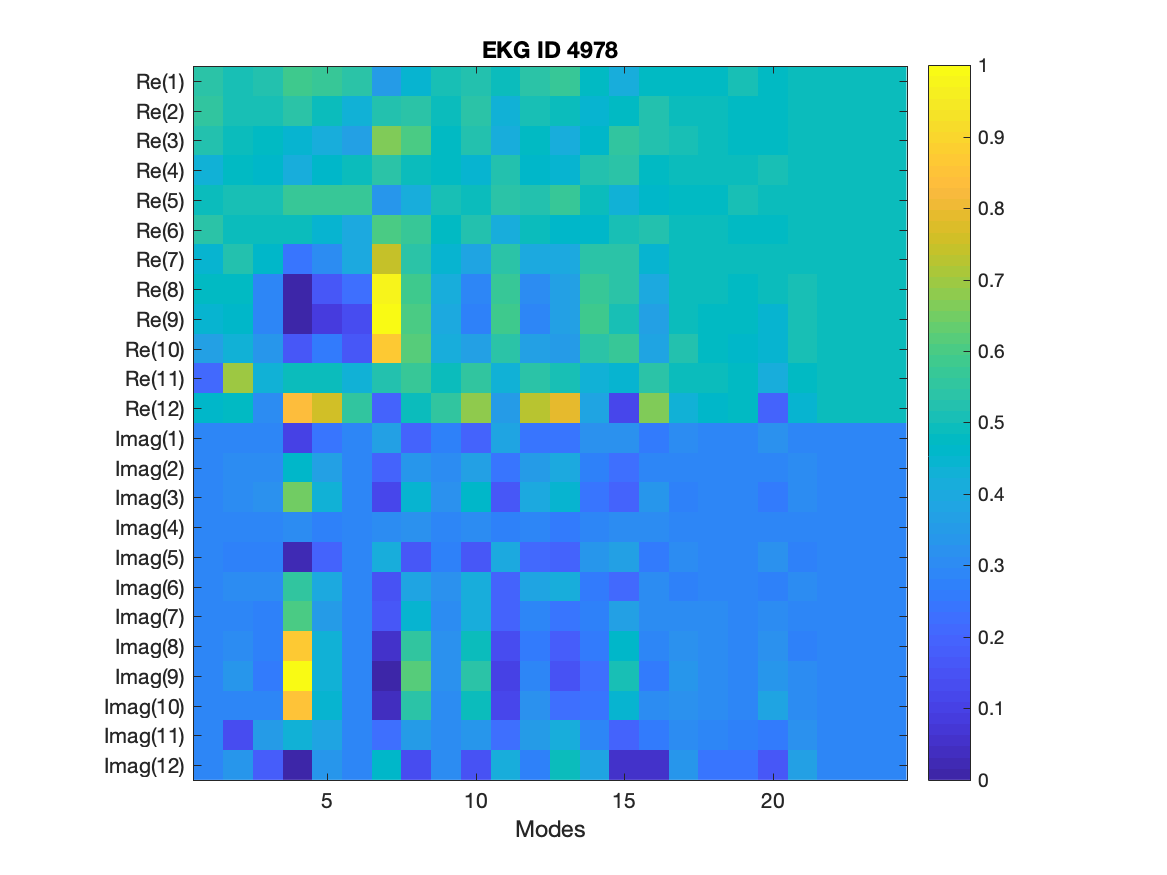 EKG ID 4978
Re(1)
Re(2)
Re(3)
Re(4)
Re(5)
Re(6)
Re(7)
Re(8)
Re(9)
Re(10)
Re(11)
Re(12)
Imag(1)
Imag(2)
Imag(3)
Imag(4)
Imag(5)
Imag(6)
Imag(7)
Imag(8)
Imag(9)
Imag(10)
Imag(11)
Imag(12)
5 10 15 20
Modes
1
0.9
0.8
0.7
0.6
0.5
0.4
0.3
0.2
0.1
0